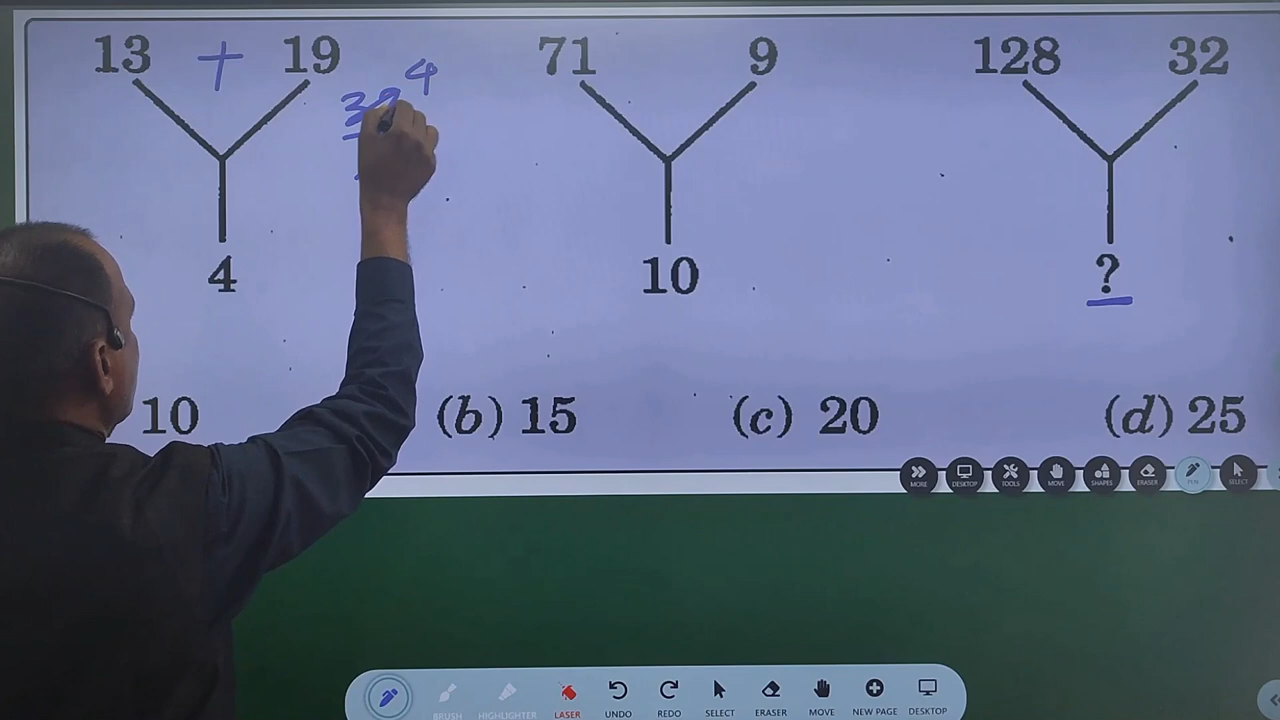 13 + 19 71 9 128 32
4
32
4 10 ?
10 (b) 15 (c) 20 (d) 25
MORE DESKTOP TOOLS MOVE SHAPES ERASER PEN SELECT
BRUSH HIGHLIGHTER LASER UNDO REDO SELECT ERASER MOVE NEW PAGE DESKTOP